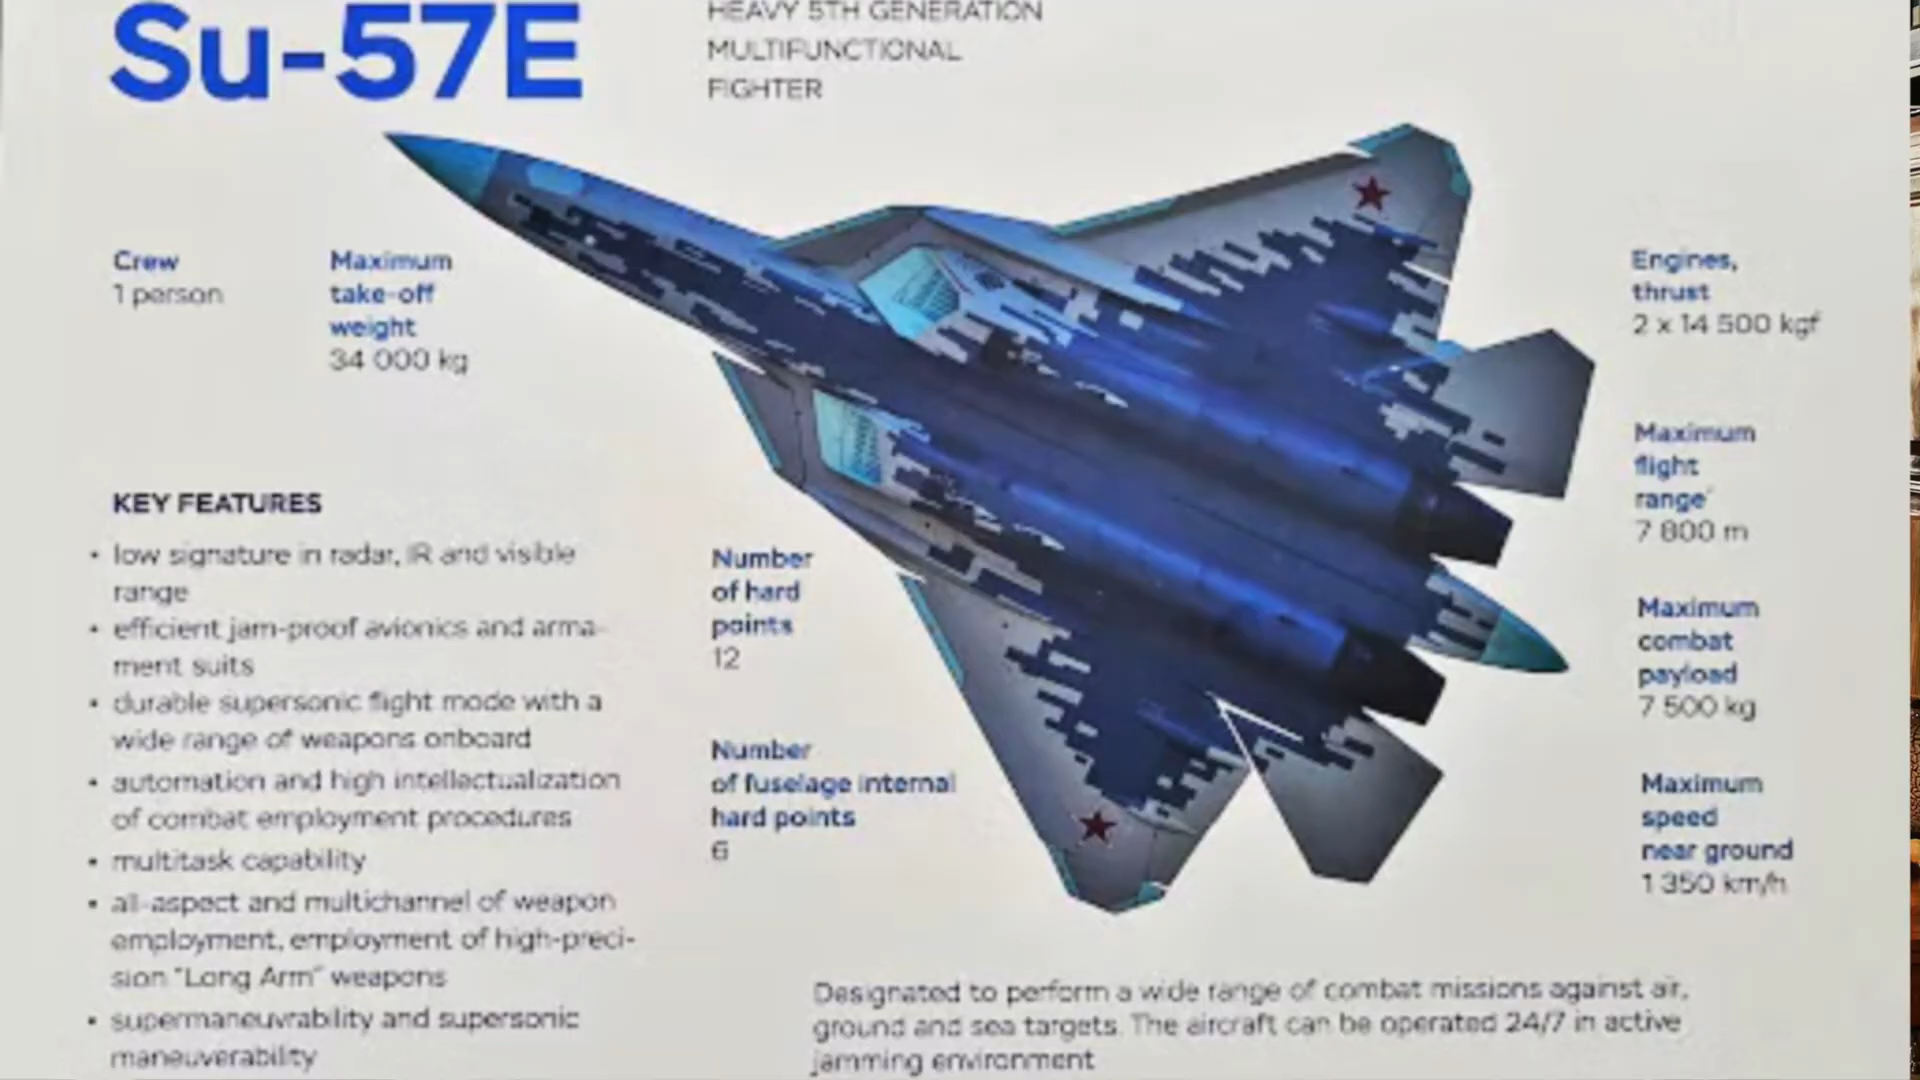 Su-57E
HEAVY 5TH GENERATION
MULTIFUNCTIONAL
FIGHTER
Crew
1 person
Maximum
take-off
weight
34 000 kg
Engines,
thrust
2 x 14 500 kgf
Maximum
flight
range*
7 800 m
Maximum
combat
payload
7 500 kg
Maximum
speed
near ground
1 350 km/h
KEY FEATURES
• low signature in radar, IR and visible
range
• efficient jam-proof avionics and arma-
ment suits
• durable supersonic flight mode with a
wide range of weapons onboard
• automation and high intellectualization
of combat employment procedures
• multitask capability
• all-aspect and multichannel of weapon
employment, employment of high-preci-
sion "Long Arm" weapons
• supermaneuvrability and supersonic
maneuverability
Number
of hard
points
12
Number
of fuselage internal
hard points
6
Designated to perform a wide range of combat missions against air,
ground and sea targets. The aircraft can be operated 24/7 in active
jamming environment